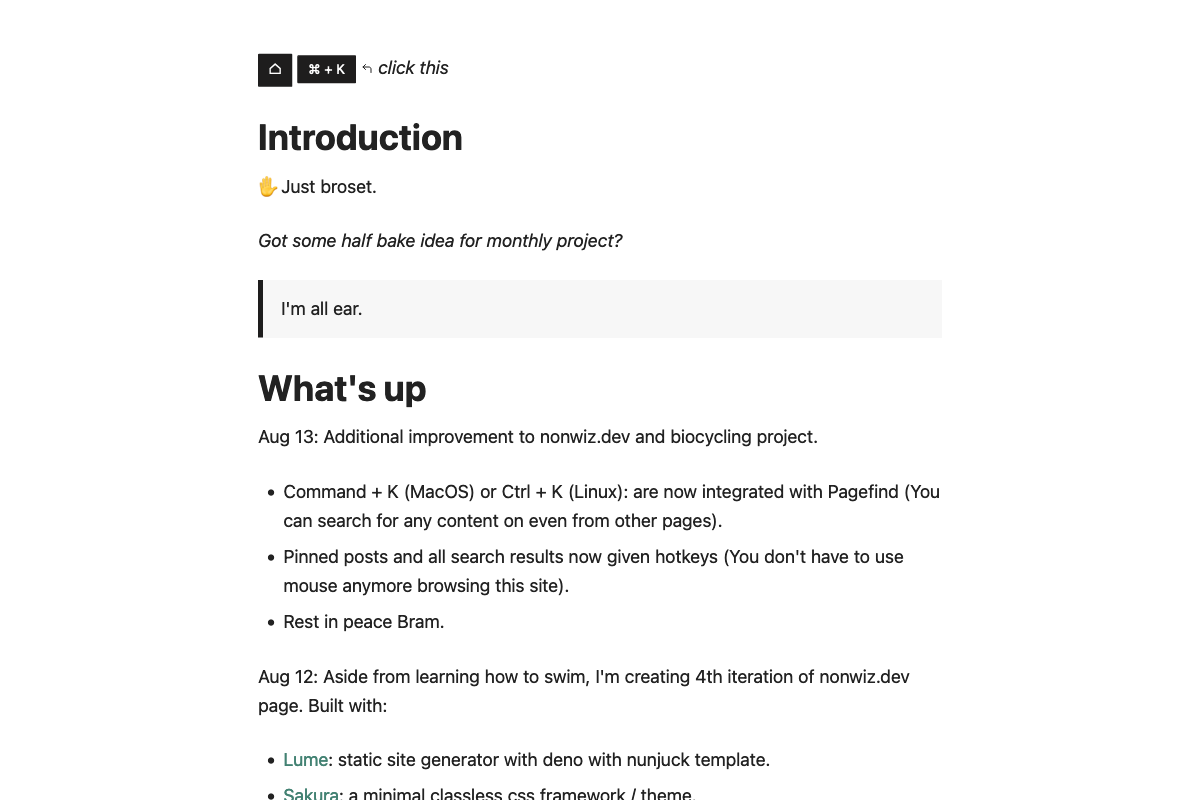 ⌘ + K click this
Introduction
🖐 Just broset.
Got some half bake idea for monthly project?
I'm all ear.
What's up
Aug 13: Additional improvement to nonwiz.dev and biocycling project.
• Command + K (MacOS) or Ctrl + K (Linux): are now integrated with Pagefind (You
can search for any content on even from other pages).
• Pinned posts and all search results now given hotkeys (You don't have to use
mouse anymore browsing this site).
• Rest in peace Bram.
Aug 12: Aside from learning how to swim, I'm creating 4th iteration of nonwiz.dev
page. Built with:
• Lume: static site generator with deno with nunjuck template.
• Sakura: a minimal classless css framework / theme.